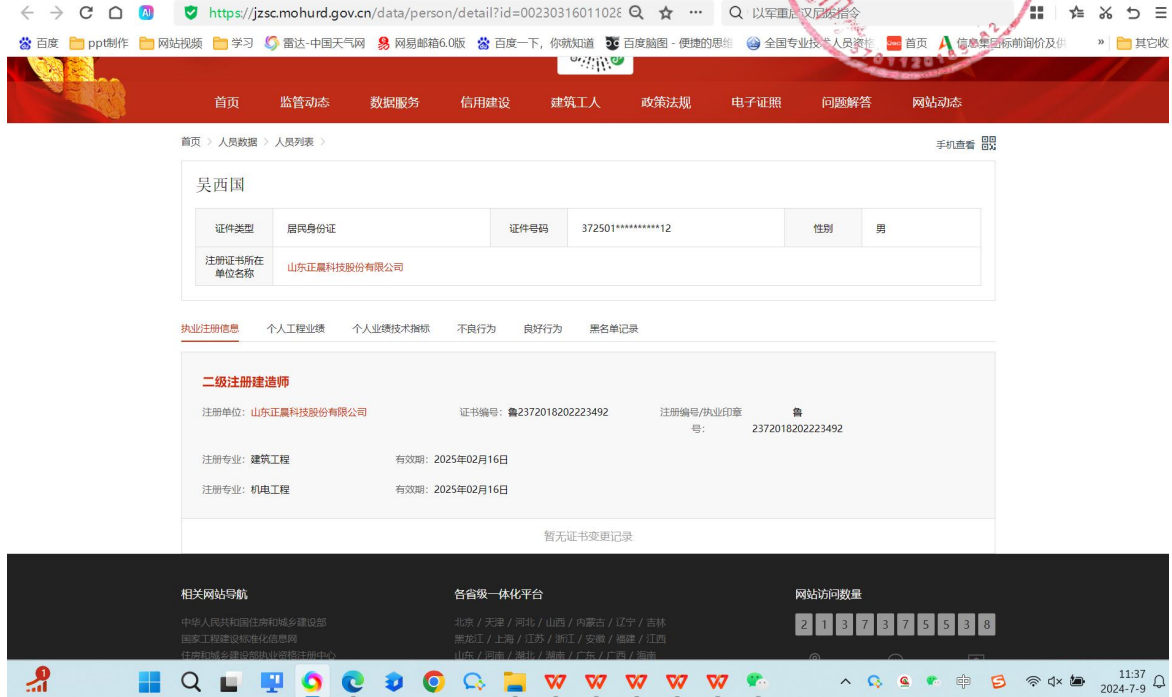 https://jzsc.mohurd.gov.cn/data/person/detail?id=00230316011028
以军重启汉尼拔指令
百度 ppt制作 网站视频 学习 雷达-中国天气网 网易邮箱6.0版 百度一下，你就知道 百度脑图 - 便捷的思维 全国专业技术人员资格 首页 信息集团标前询价及供 » 其它收
首页 监管动态 数据服务 信用建设 建筑工人 政策法规 电子证照 问题解答 网站动态
首页 > 人员数据 > 人员列表 >
手机查看
吴西国
证件类型 居民身份证 证件号码 372501**********12 性别 男
注册证书所在
单位名称
山东正晨科技股份有限公司
执业注册信息 个人工程业绩 个人业绩技术指标 不良行为 良好行为 黑名单记录
二级注册建造师
注册单位：山东正晨科技股份有限公司 证书编号：鲁2372018202223492 注册编号/执业印章
号：
鲁
2372018202223492
注册专业：建筑工程 有效期：2025年02月16日
注册专业：机电工程 有效期：2025年02月16日
暂无证书变更记录
相关网站导航 各省级一体化平台 网站访问数量
中华人民共和国住房和城乡建设部 北京 / 天津 / 河北 / 山西 / 内蒙古 / 辽宁 / 吉林 2137375538
国家工程建设标准化信息网 黑龙江 / 上海 / 江苏 / 浙江 / 安徽 / 福建 / 江西
住房和城乡建设部执业资格注册中心 山东 / 河南 / 湖北 / 湖南 / 广东 / 广西 / 海南
11:37
2024-7-9